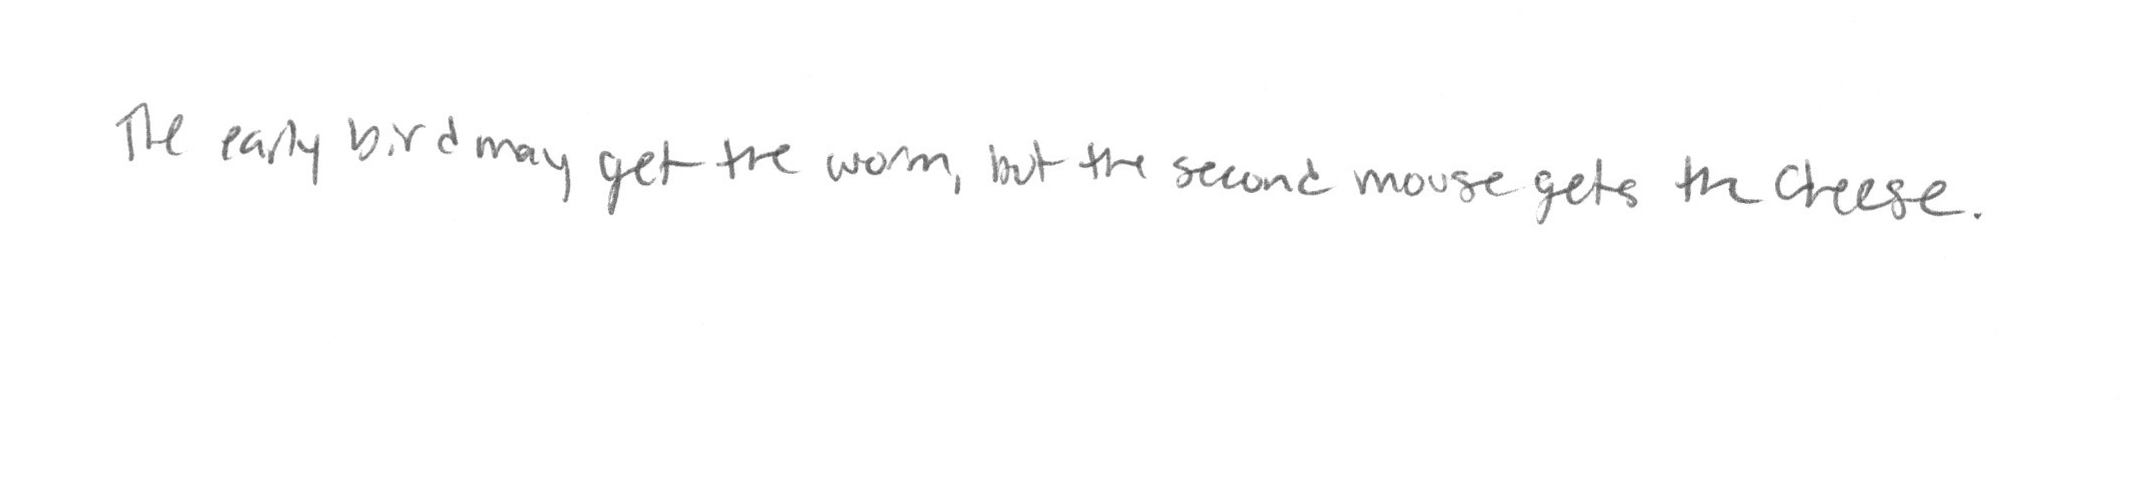 The early bird may get the worm, but the second mouse gets the cheese.